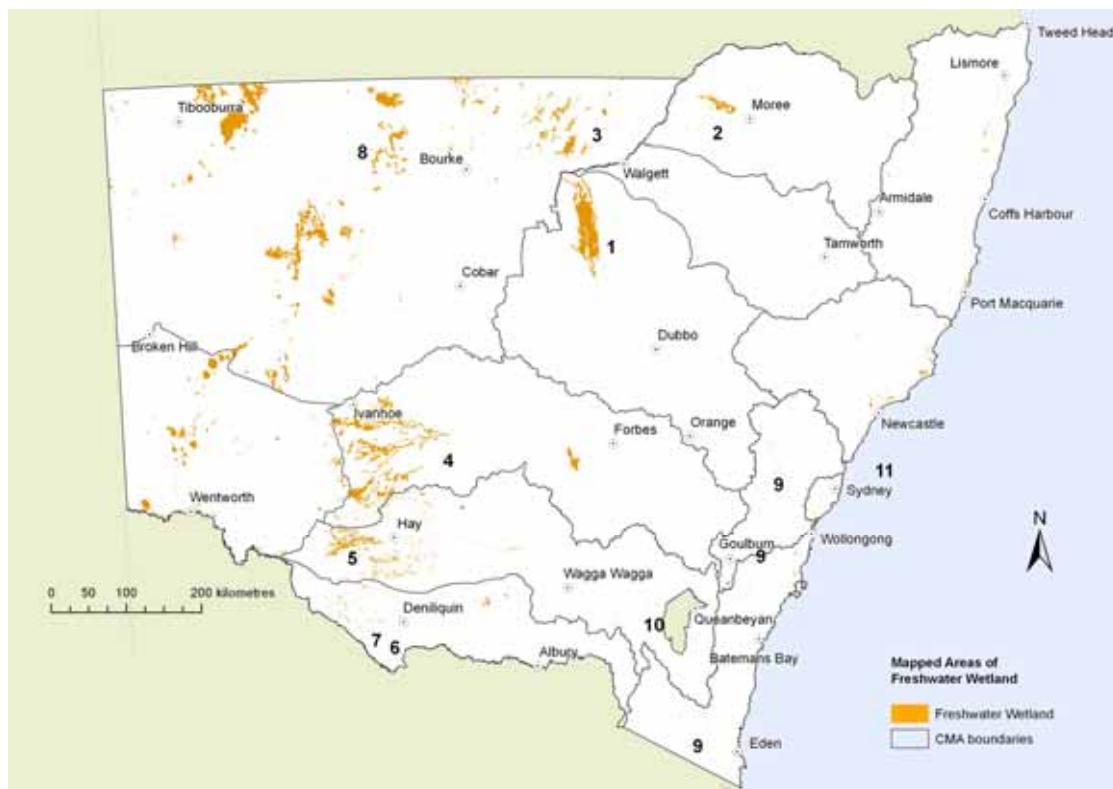 Tweed Head
Lismore
Tibooburra
Moree
3
2
8
Bourke
Walgett
Armidale
Coffs Harbour
1
Tamworth
Cobar
Port Macquarie
Broken Hill
Dubbo
Ivanhoe
Orange
Newcastle
Forbes
4
9
11
Sydney
Wentworth
Hay
N
Goulburn
Wollongong
5
9
Wagga Wagga
0 50 100 200 kilometres
Deniliquin
10
Queanbeyan
7
6
Albury
Batemans Bay
Mapped Areas of
Freshwater Wetland
Freshwater Wetland
CMA boundaries
9
Eden